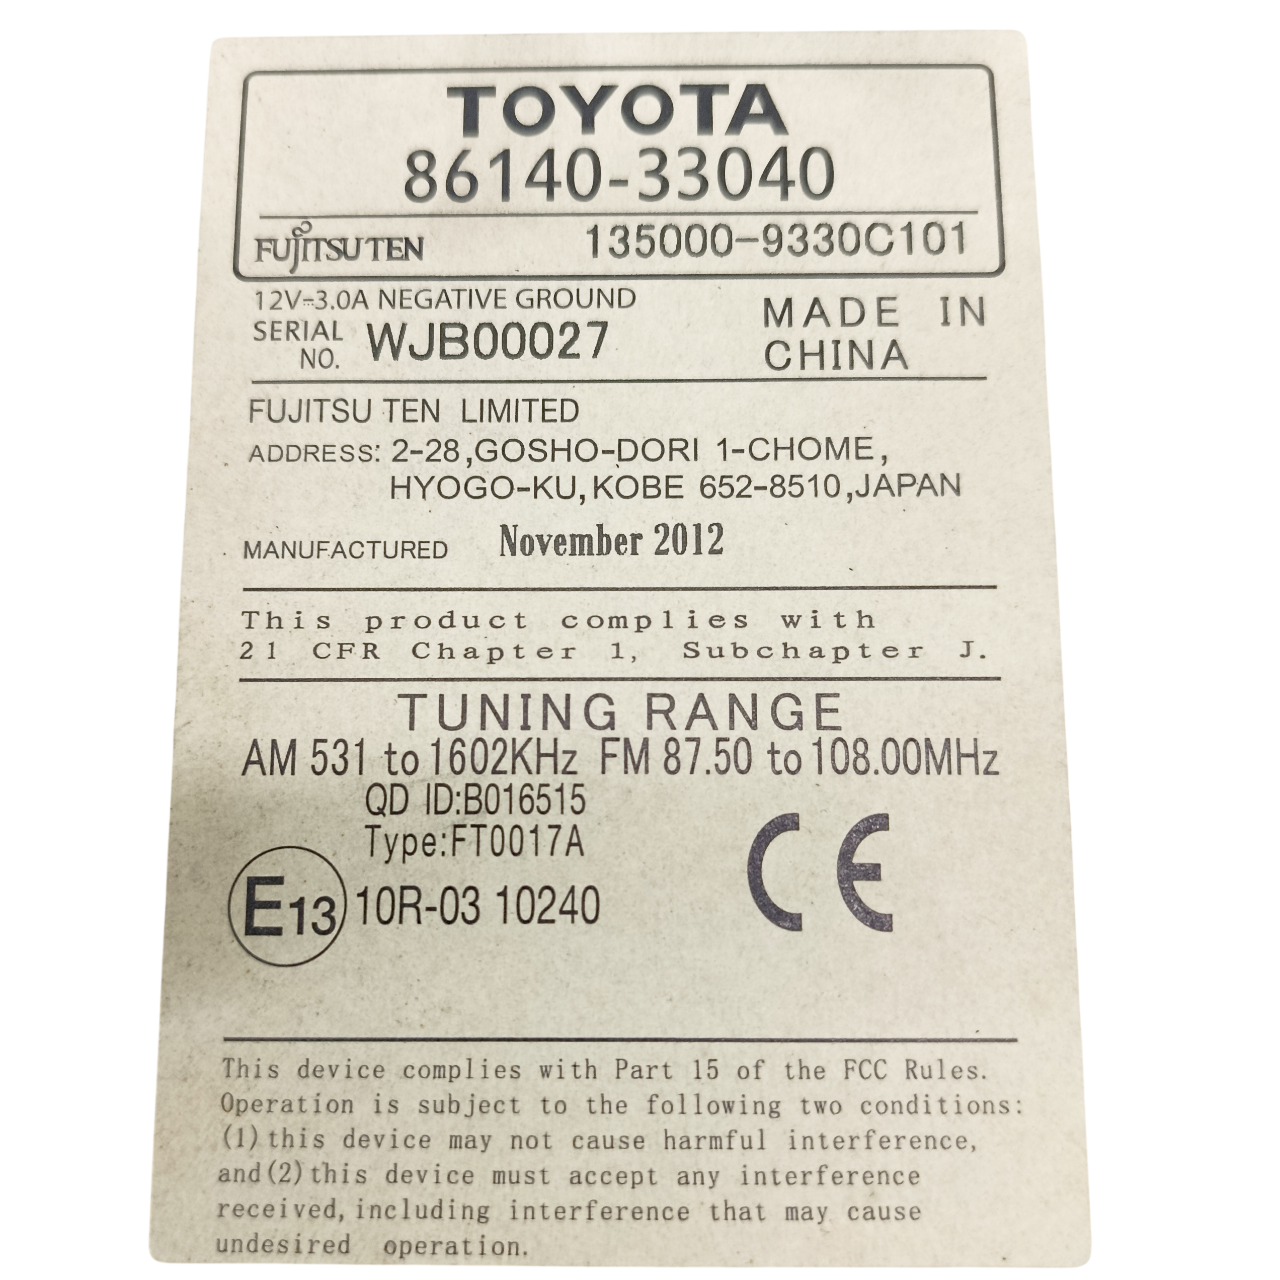 TOYOTA
86140-33040
FUJITSU TEN 135000-9330C101
12V⎓3.0A NEGATIVE GROUND
SERIAL NO. WJB00027
MADE IN
CHINA
FUJITSU TEN LIMITED
ADDRESS: 2-28,GOSHO-DORI 1-CHOME,
HYOGO-KU,KOBE 652-8510,JAPAN
MANUFACTURED November 2012
This product complies with
21 CFR Chapter 1, Subchapter J.
TUNING RANGE
AM 531 to 1602KHz FM 87.50 to 108.00MHz
QD ID:B016515
Type:FT0017A
E13 10R-03 10240
CE
This device complies with Part 15 of the FCC Rules.
Operation is subject to the following two conditions:
(1)this device may not cause harmful interference,
and(2)this device must accept any interference
received,including interference that may cause
undesired operation.